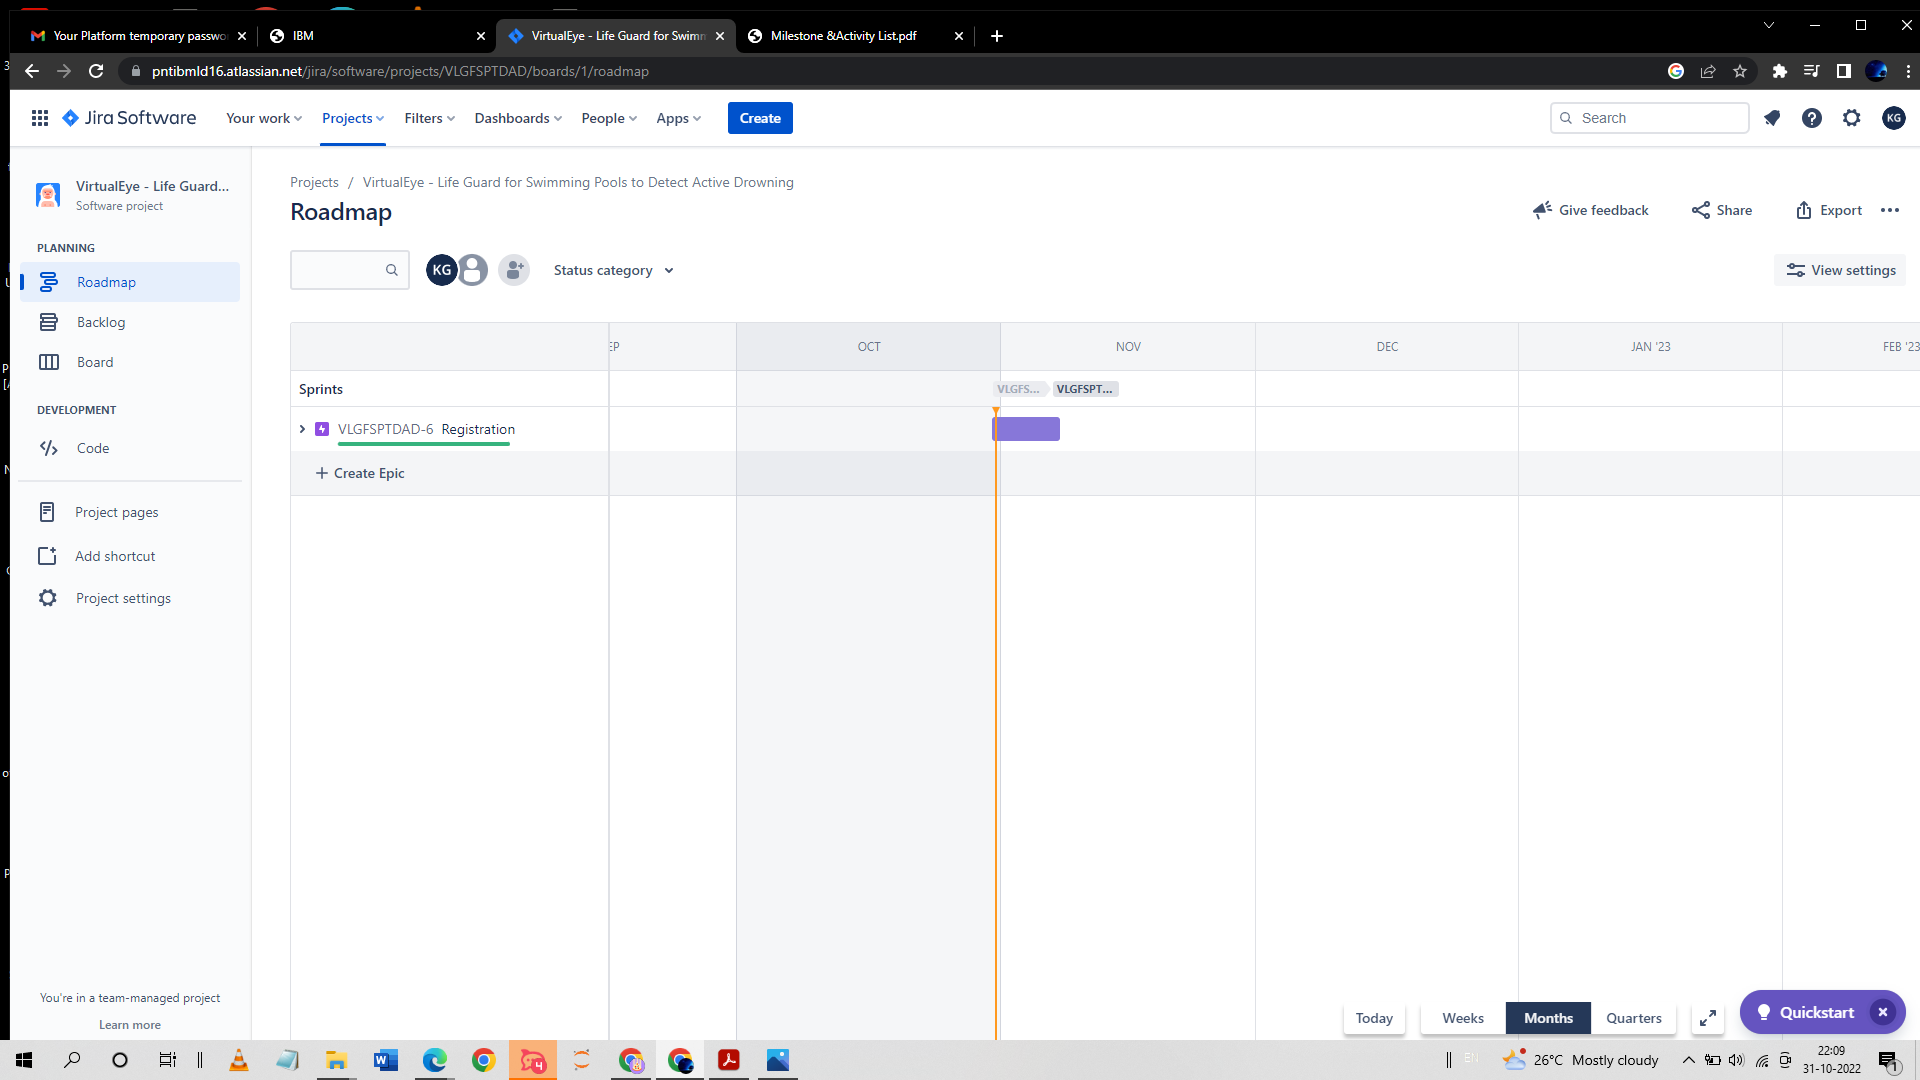 Your Platform temporary passwo
IBM
VirtualEye - Life Guard for Swimm
Milestone &Activity List.pdf
pntibmld16.atlassian.net/jira/software/projects/VLGFSPTDAD/boards/1/roadmap
Jira Software
Your work
Projects
Filters
Dashboards
People
Apps
Create
Search
KG
VirtualEye - Life Guard...
Software project
PLANNING
Roadmap
Backlog
Board
DEVELOPMENT
Code
Project pages
Add shortcut
Project settings
You're in a team-managed project
Learn more
Projects / VirtualEye - Life Guard for Swimming Pools to Detect Active Drowning
Roadmap
Give feedback
Share
Export
KG
Status category
View settings
EP
OCT
NOV
DEC
JAN '23
FEB '23
Sprints
VLGFS...
VLGFSPT...
VLGFSPTDAD-6 Registration
+ Create Epic
Today
Weeks
Months
Quarters
Quickstart
4
EN
26°C Mostly cloudy
22:09
31-10-2022
1